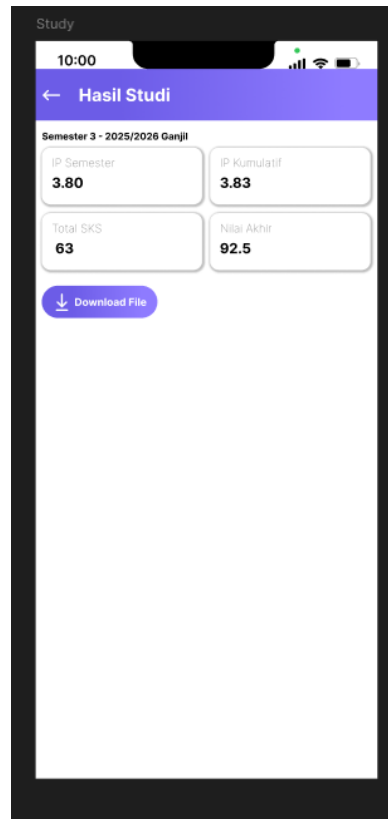 Study
10:00
← Hasil Studi
Semester 3 - 2025/2026 Ganjil
IP Semester
3.80
IP Kumulatif
3.83
Total SKS
63
Nilai Akhir
92.5
Download File